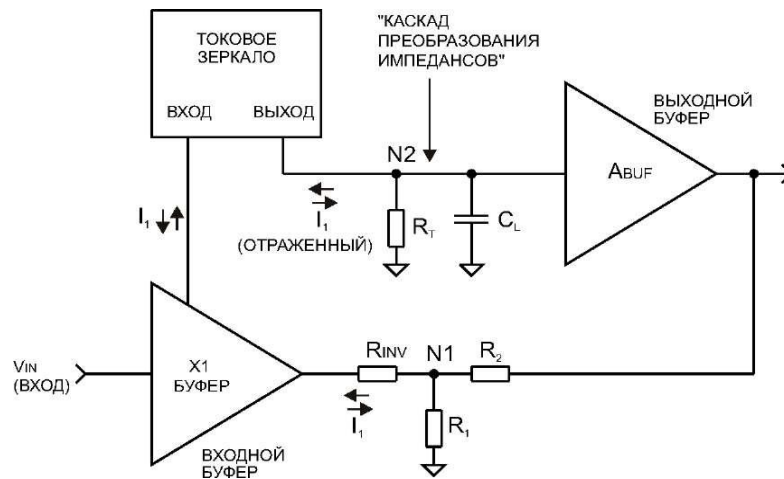 "КАСКАД
ПРЕОБРАЗОВАНИЯ
ИМПЕДАНСОВ"
ТОКОВОЕ
ЗЕРКАЛО
ВХОД ВЫХОД
ВЫХОДНОЙ
БУФЕР
N2
ABUF
I1
I1
(ОТРАЖЕННЫЙ)
RT
CL
VIN
(ВХОД)
X1
БУФЕР
RINV
N1
R2
I1
R1
ВХОДНОЙ
БУФЕР